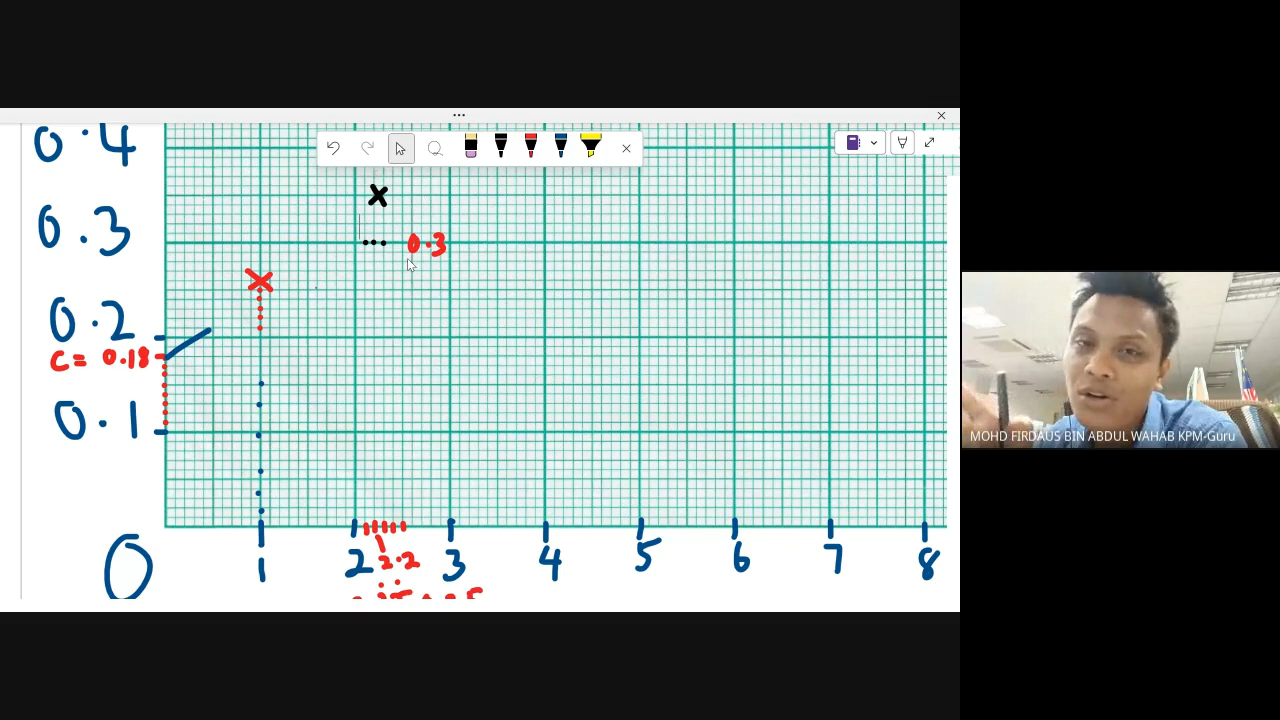 0.4
0.3
0.3
0.2
c = 0.18
0.1
0 1 2 3 4 5 6 7 8
2.2
MOHD FIRDAUS BIN ABDUL WAHAB KPM-Guru